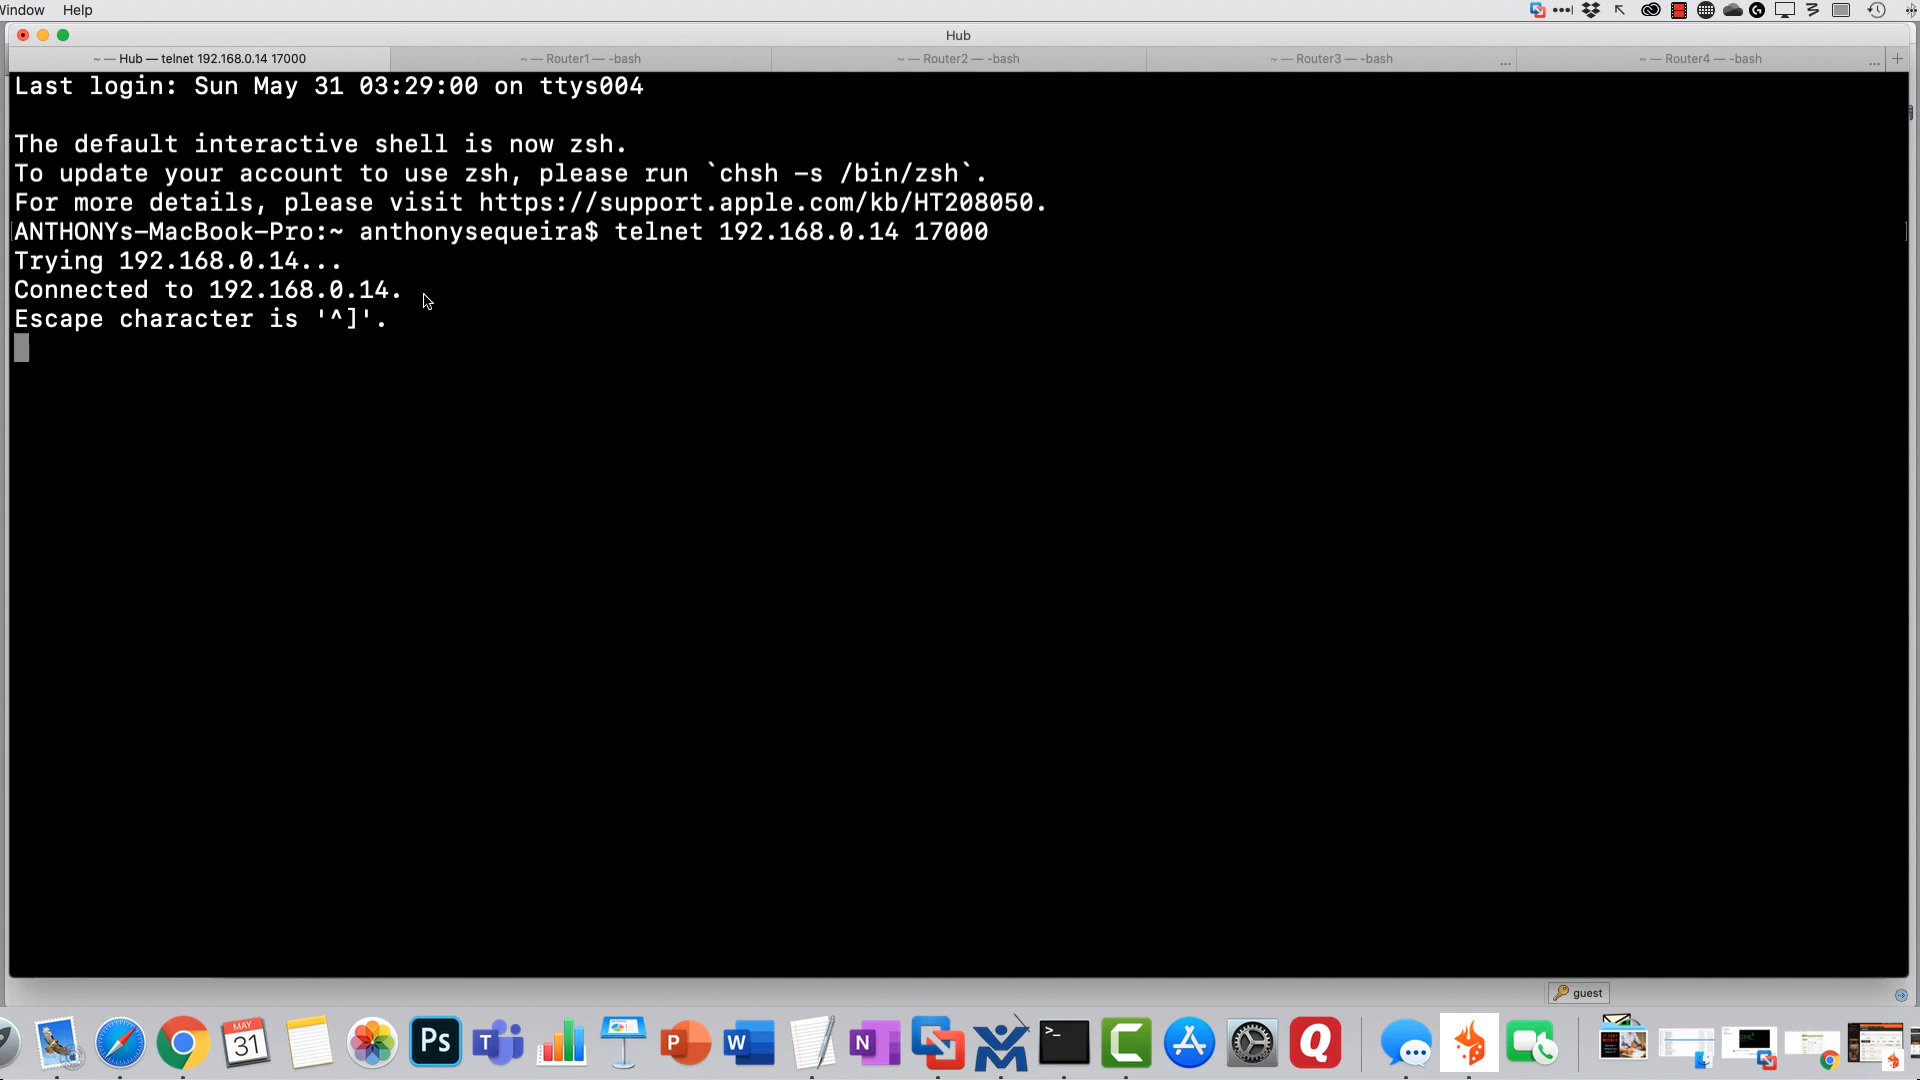 Window Help
Hub
~ — Hub — telnet 192.168.0.14 17000
~ — Router1 — -bash
~ — Router2 — -bash
~ — Router3 — -bash ...
~ — Router4 — -bash ...
Last login: Sun May 31 03:29:00 on ttys004
The default interactive shell is now zsh.
To update your account to use zsh, please run `chsh -s /bin/zsh`.
For more details, please visit https://support.apple.com/kb/HT208050.
[ANTHONYs-MacBook-Pro:~ anthonysequeira$ telnet 192.168.0.14 17000 ]
Trying 192.168.0.14...
Connected to 192.168.0.14.
Escape character is '^]'.
guest
MAY
31
Ps
T
P
W
N
>_
C
Q